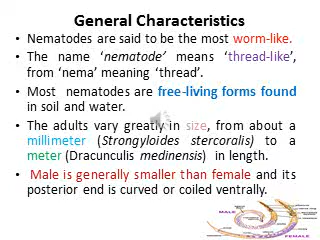 General Characteristics
• Nematodes are said to be the most worm-like.
• The name ‘nematode’ means ‘thread-like’,
from ‘nema’ meaning ‘thread’.
• Most nematodes are free-living forms found
in soil and water.
• The adults vary greatly in size, from about a
millimeter (Strongyloides stercoralis) to a
meter (Dracunculis medinensis) in length.
• Male is generally smaller than female and its
posterior end is curved or coiled ventrally.
MALE
FEMALE